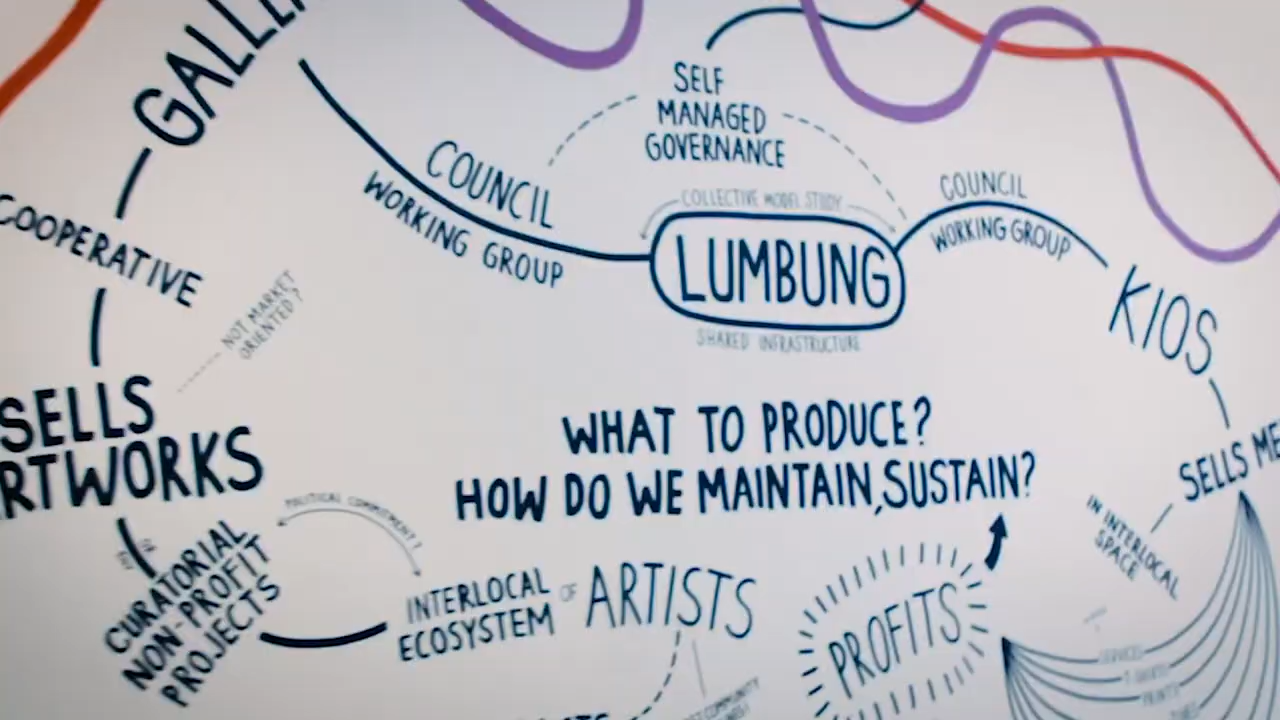 SELF
MANAGED
GOVERNANCE
COUNCIL
WORKING GROUP
COLLECTIVE MODEL STUDY
LUMBUNG
SHARED INFRASTRUCTURE
COUNCIL
WORKING GROUP
KIOS
COOPERATIVE
NOT MARKET
ORIENTED?
SELLS
RTWORKS
WHAT TO PRODUCE?
HOW DO WE MAINTAIN, SUSTAIN?
SELLS ME
IN INTERLOCAL
SPACE
POLITICAL COMMITMENT?
CURATORIAL
NON-PROFIT
PROJECTS
INTERLOCAL
ECOSYSTEM
OF ARTISTS
PROFITS
SERVICES
T-SHIRTS
PRINTS